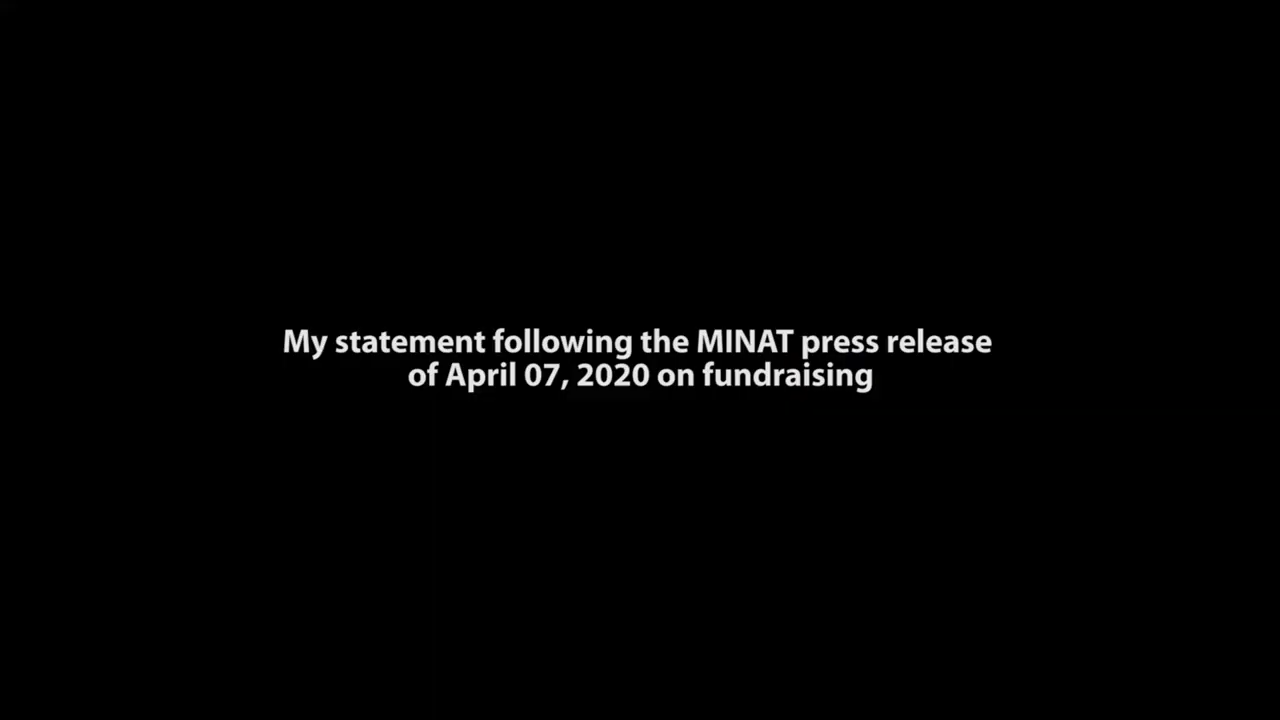 My statement following the MINAT press release
of April 07, 2020 on fundraising